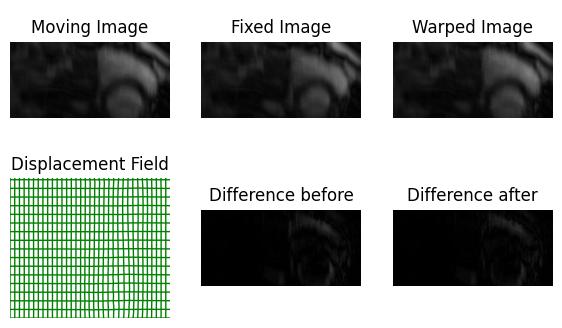 Moving Image
Fixed Image
Warped Image
Displacement Field
Difference before
Difference after